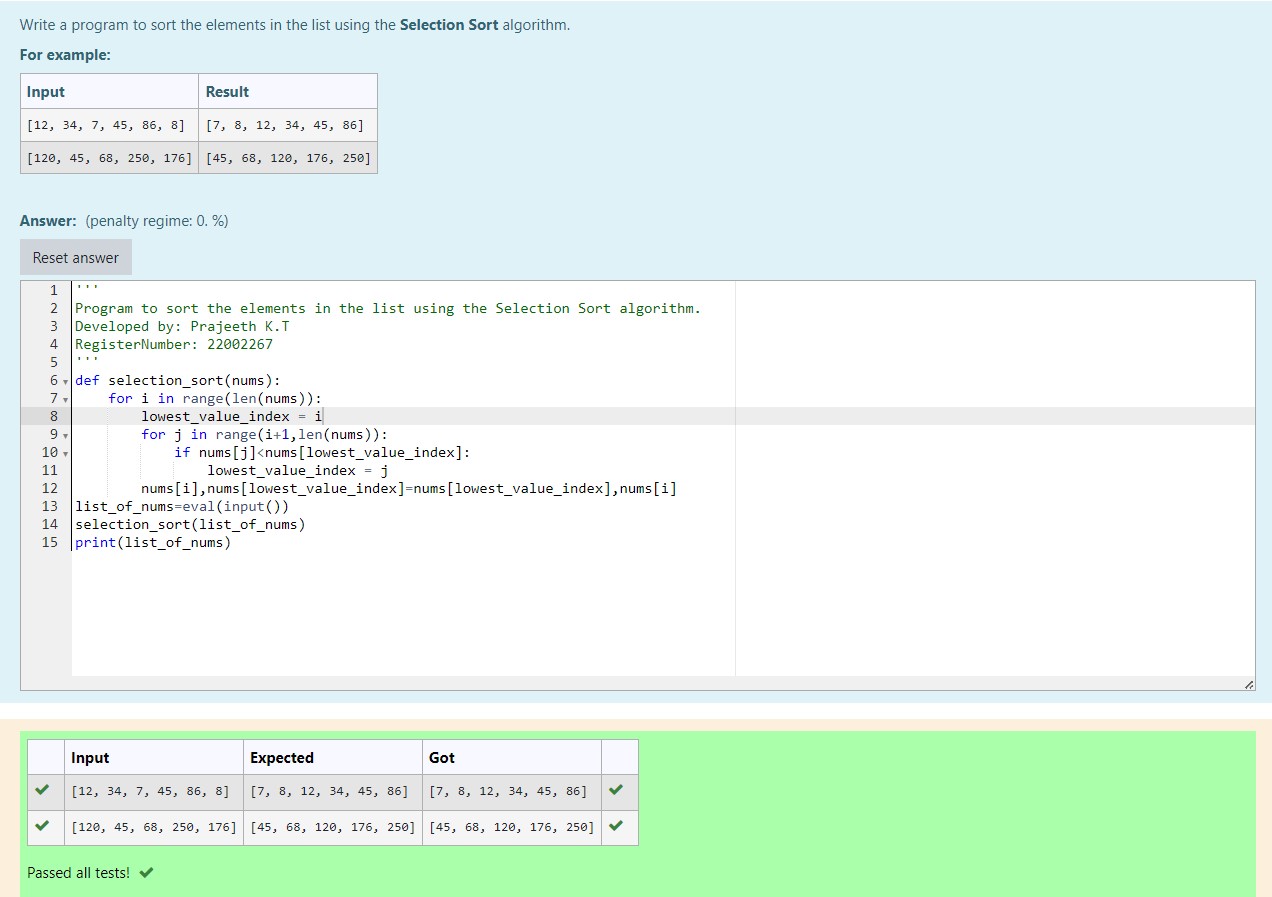 Write a program to sort the elements in the list using the Selection Sort algorithm.
For example:
Input Result
[12, 34, 7, 45, 86, 8] [7, 8, 12, 34, 45, 86]
[120, 45, 68, 250, 176] [45, 68, 120, 176, 250]
Answer: (penalty regime: 0. %)
Reset answer
1 '''
2 Program to sort the elements in the list using the Selection Sort algorithm.
3 Developed by: Prajeeth K.T
4 RegisterNumber: 22002267
5 '''
6 def selection_sort(nums):
7     for i in range(len(nums)):
8         lowest_value_index = i
9         for j in range(i+1,len(nums)):
10             if nums[j]<nums[lowest_value_index]:
11                 lowest_value_index = j
12         nums[i],nums[lowest_value_index]=nums[lowest_value_index],nums[i]
13 list_of_nums=eval(input())
14 selection_sort(list_of_nums)
15 print(list_of_nums)
Input Expected Got
[12, 34, 7, 45, 86, 8] [7, 8, 12, 34, 45, 86] [7, 8, 12, 34, 45, 86]
[120, 45, 68, 250, 176] [45, 68, 120, 176, 250] [45, 68, 120, 176, 250]
Passed all tests!